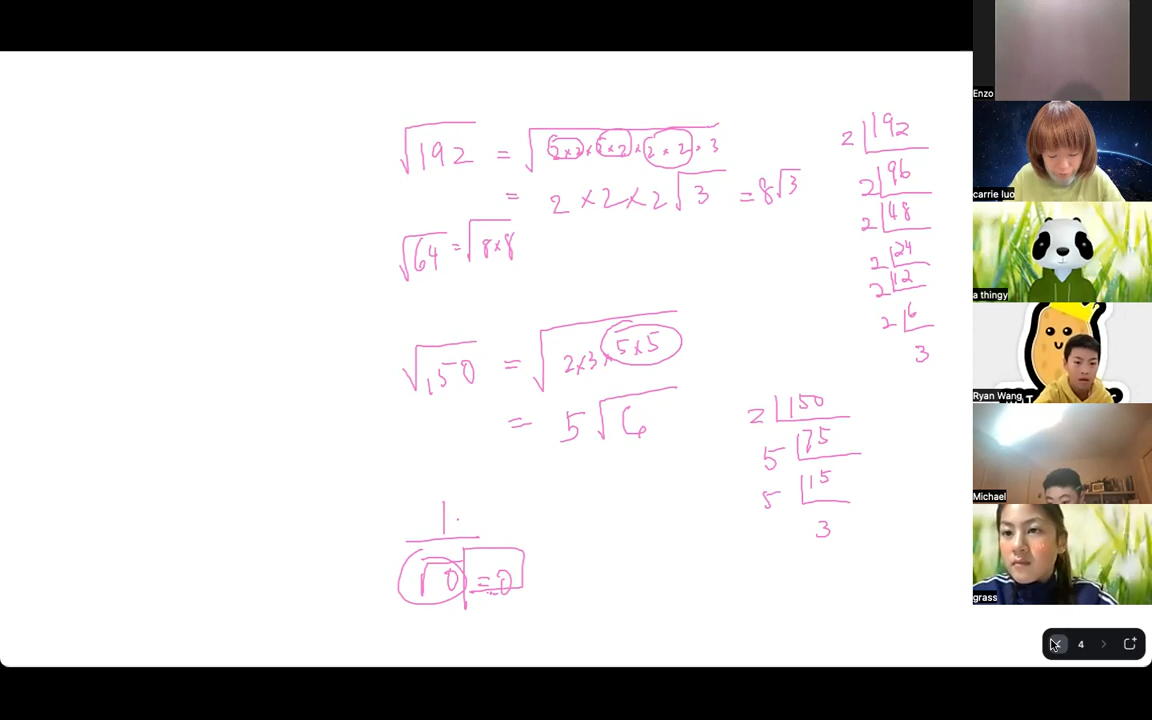 √192 = √2×2×2×2×2×2×3
= 2×2×2√3 = 8√3
√64 = √8×8
√150 = √2×3×5×5
= 5√6
1
√0 = 0
2 192
2 96
2 48
2 24
2 12
2 6
3
2 150
5 75
5 15
3
Enzo
carrie luo
a thingy
Ryan Wang
Michael
grass
4